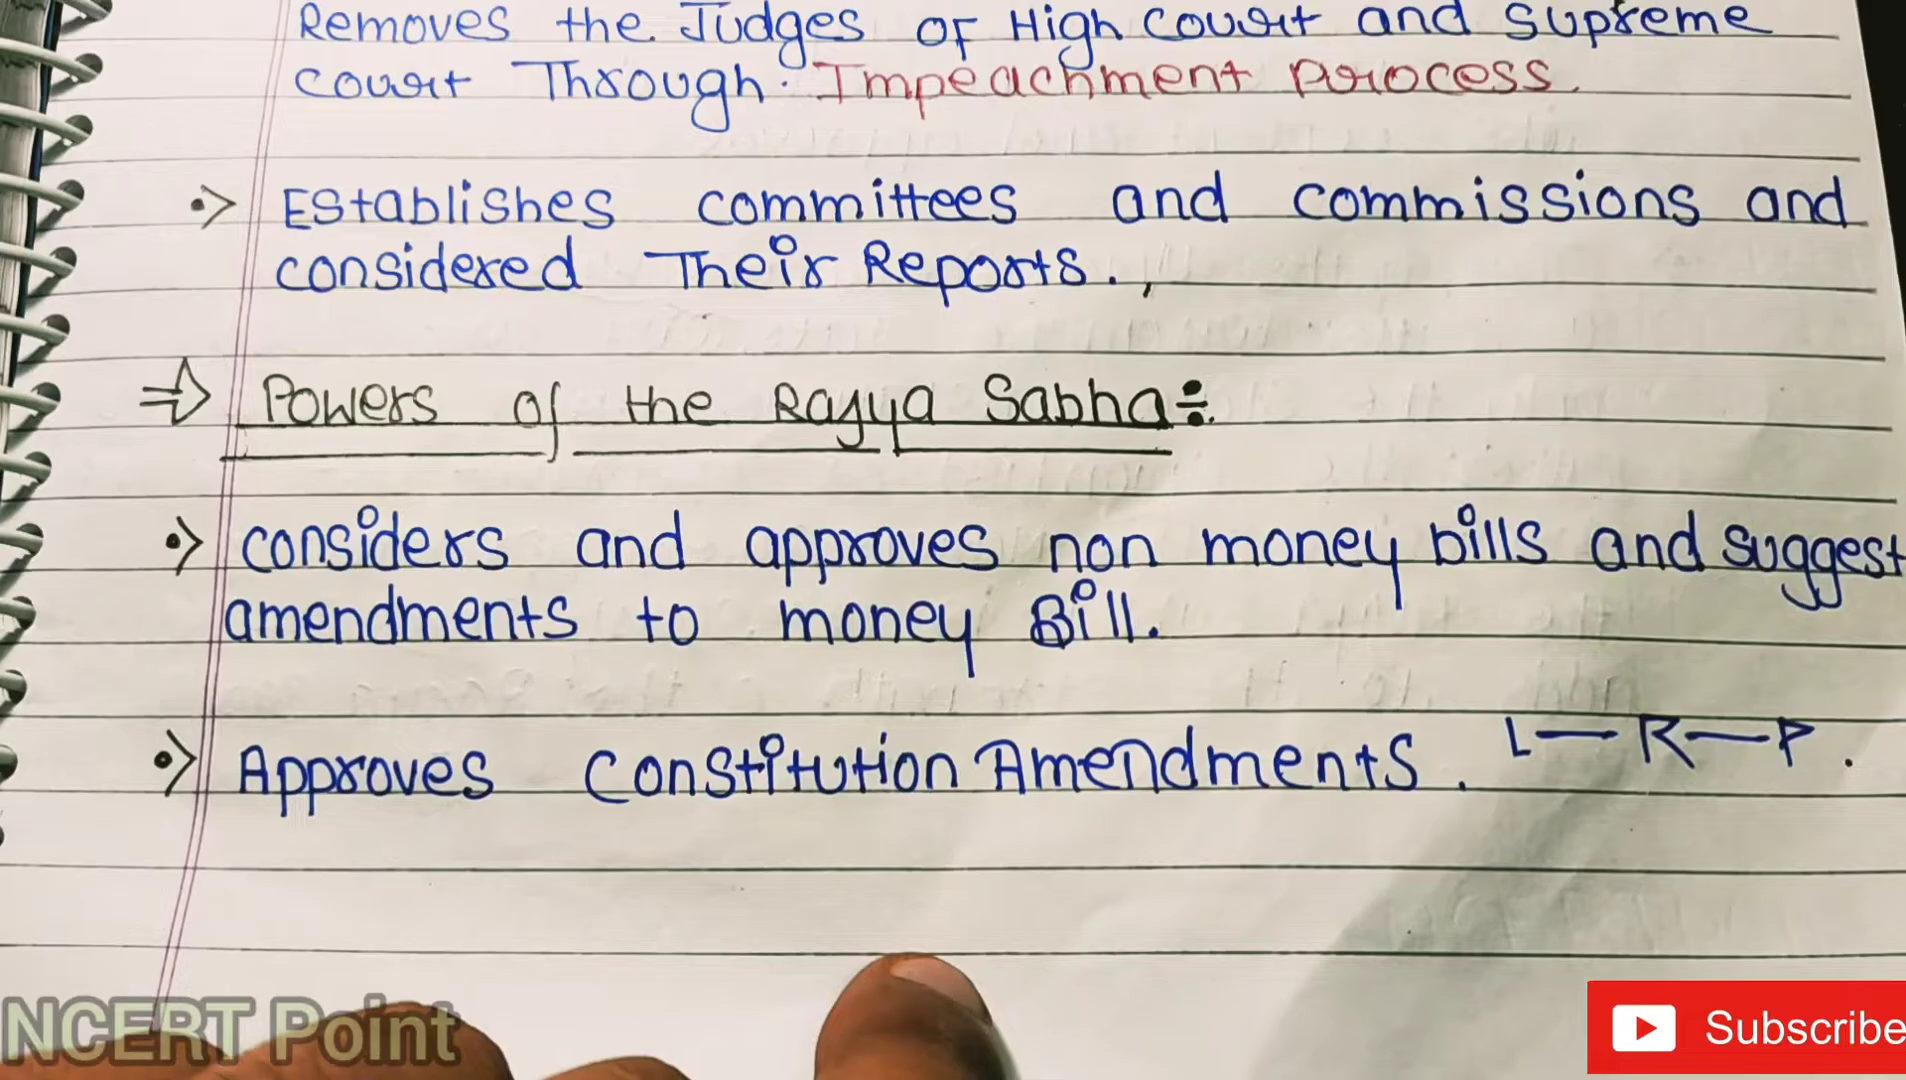 Removes the Judges of High Court and Supreme
Court Through. Impeachment Process.
•> Establishes committees and commissions and
considered Their Reports.,
⇒ Powers of the Rajya Sabha÷
•> Considers and approves non money bills and suggest
amendments to money Bill.
•> Approves Constitution Amendments. L—R—P.
NCERT Point
Subscribe